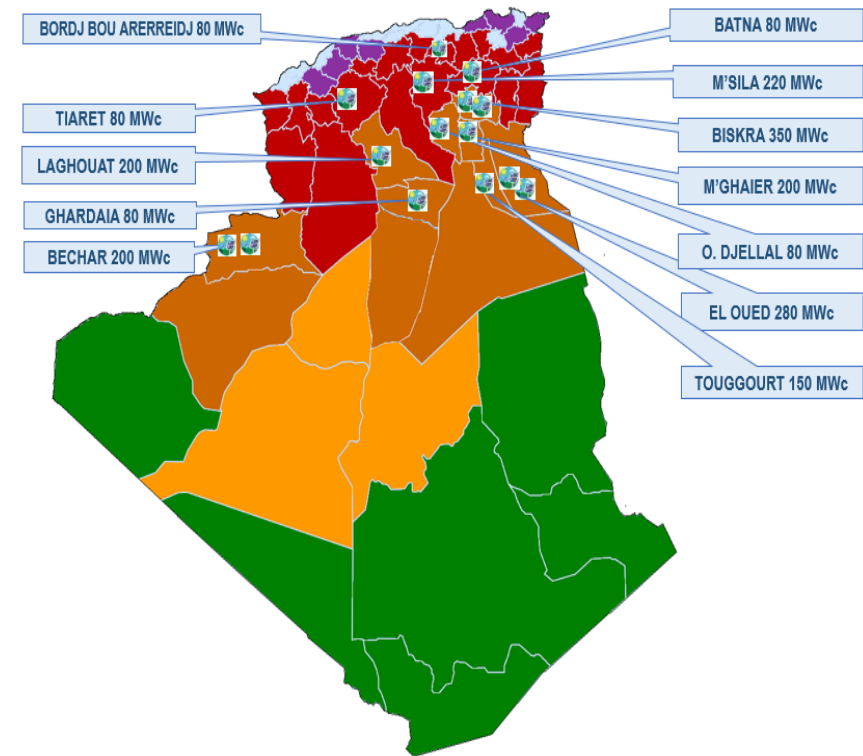 BORDJ BOU ARERREIDJ 80 MWc
TIARET 80 MWc
LAGHOUAT 200 MWc
GHARDAIA 80 MWc
BECHAR 200 MWc
BATNA 80 MWc
M'SILA 220 MWc
BISKRA 350 MWc
M'GHAIER 200 MWc
O. DJELLAL 80 MWc
EL OUED 280 MWc
TOUGGOURT 150 MWc